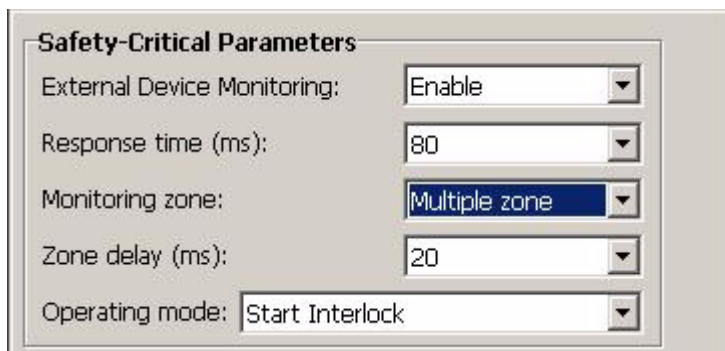 Safety-Critical Parameters
External Device Monitoring: Enable
Response time (ms): 80
Monitoring zone: Multiple zone
Zone delay (ms): 20
Operating mode: Start Interlock